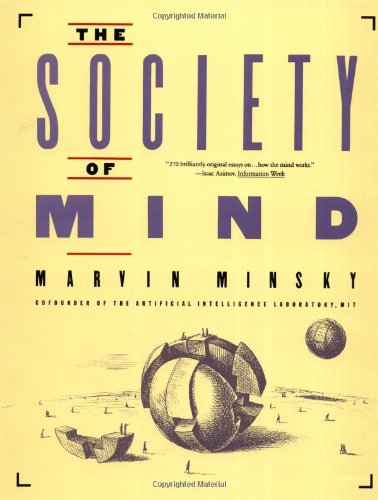 Copyrighted Material
THE
SOCIETY
OF
"270 brilliantly original essays on...how the mind works."
—Isaac Asimov, Information Week
MIND
MARVIN MINSKY
COFOUNDER OF THE ARTIFICIAL INTELLIGENCE LABORATORY, MIT
Copyrighted Material